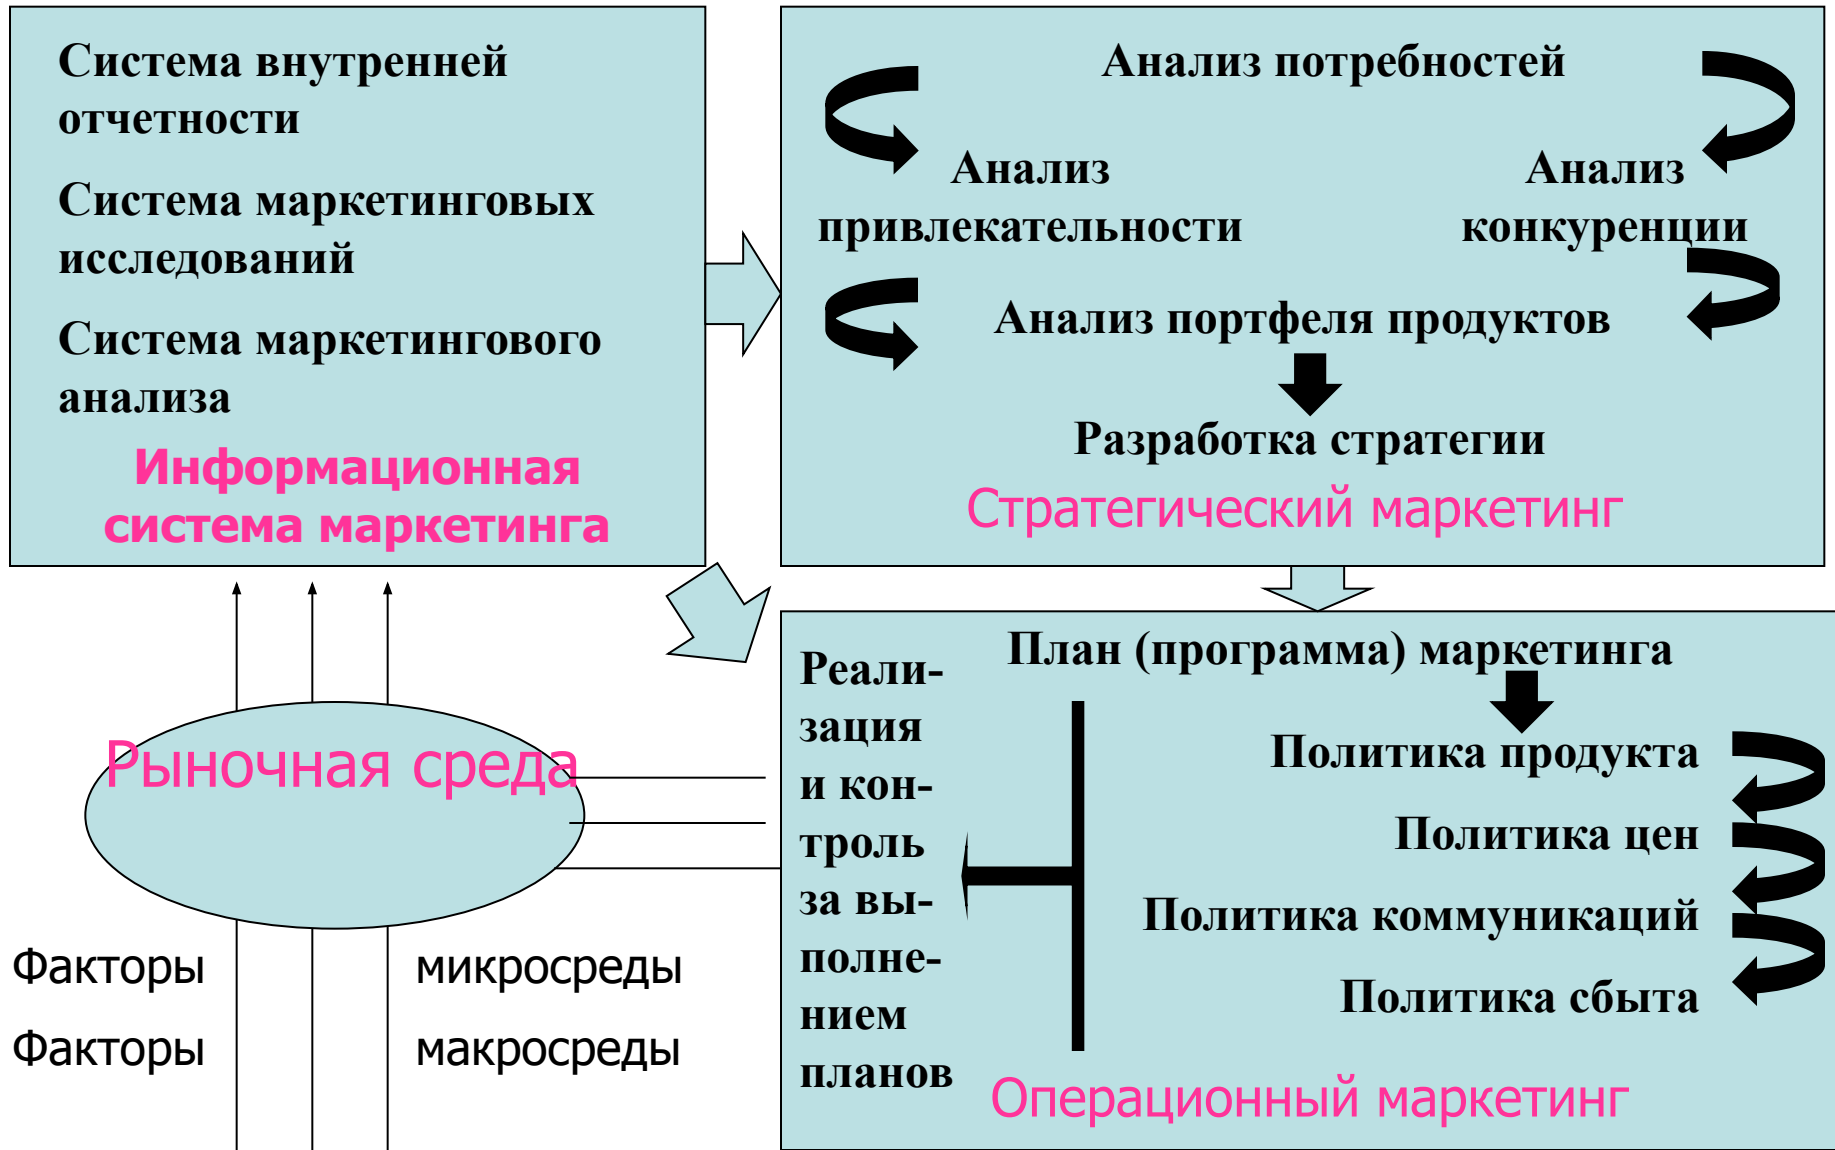 Система внутренней
отчетности
Система маркетинговых
исследований
Система маркетингового
анализа
Информационная
система маркетинга
Анализ потребностей
Анализ
привлекательности
Анализ
конкуренции
Анализ портфеля продуктов
Разработка стратегии
Стратегический маркетинг
Рыночная среда
Факторы микросреды
Факторы макросреды
Реали-
зация
и кон-
троль
за вы-
полне-
нием
планов
План (программа) маркетинга
Политика продукта
Политика цен
Политика коммуникаций
Политика сбыта
Операционный маркетинг